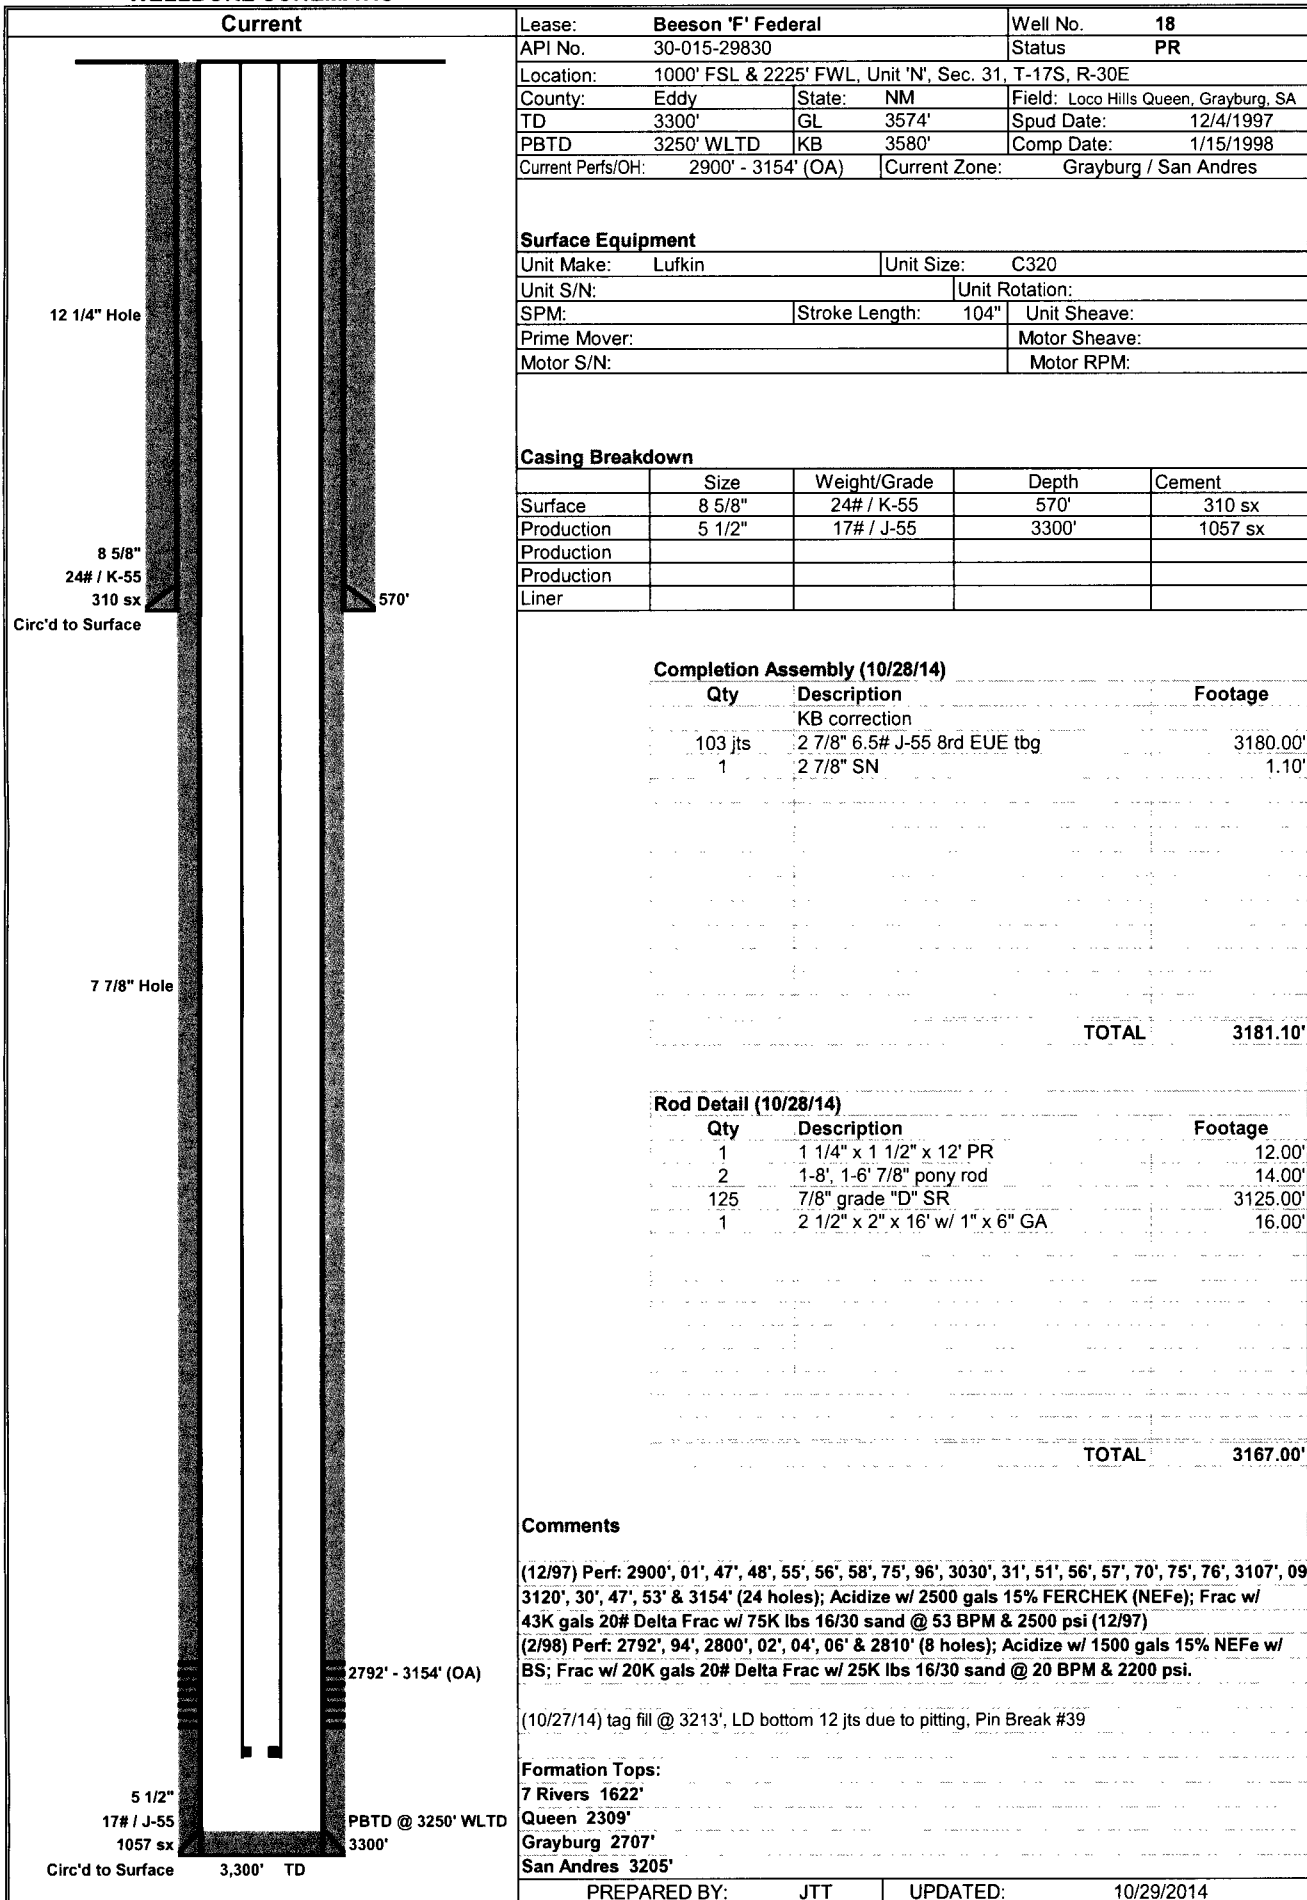 Current
Lease: Beeson 'F' Federal Well No. 18
API No. 30-015-29830 Status PR
Location: 1000' FSL & 2225' FWL, Unit 'N', Sec. 31, T-17S, R-30E
County: Eddy State: NM Field: Loco Hills Queen, Grayburg, SA
TD 3300' GL 3574' Spud Date: 12/4/1997
PBTD 3250' WLTD KB 3580' Comp Date: 1/15/1998
Current Perfs/OH: 2900' - 3154' (OA) Current Zone: Grayburg / San Andres
Surface Equipment
Unit Make: Lufkin Unit Size: C320
Unit S/N: Unit Rotation:
SPM: Stroke Length: 104" Unit Sheave:
Prime Mover: Motor Sheave:
Motor S/N: Motor RPM:
Casing Breakdown
Size Weight/Grade Depth Cement
Surface 8 5/8" 24# / K-55 570' 310 sx
Production 5 1/2" 17# / J-55 3300' 1057 sx
Production
Production
Liner
12 1/4" Hole
8 5/8"
24# / K-55
310 sx 570'
Circ'd to Surface
7 7/8" Hole
2792' - 3154' (OA)
5 1/2"
17# / J-55 PBTD @ 3250' WLTD
1057 sx 3300'
Circ'd to Surface 3,300' TD
Completion Assembly (10/28/14)
Qty Description Footage
KB correction
103 jts 2 7/8" 6.5# J-55 8rd EUE tbg 3180.00'
1 2 7/8" SN 1.10'
TOTAL 3181.10'
Rod Detail (10/28/14)
Qty Description Footage
1 1 1/4" x 1 1/2" x 12' PR 12.00'
2 1-8', 1-6' 7/8" pony rod 14.00'
125 7/8" grade "D" SR 3125.00'
1 2 1/2" x 2" x 16' w/ 1" x 6" GA 16.00'
TOTAL 3167.00'
Comments
(12/97) Perf: 2900', 01', 47', 48', 55', 56', 58', 75', 96', 3030', 31', 51', 56', 57', 70', 75', 76', 3107', 09
3120', 30', 47', 53' & 3154' (24 holes); Acidize w/ 2500 gals 15% FERCHEK (NEFe); Frac w/
43K gals 20# Delta Frac w/ 75K lbs 16/30 sand @ 53 BPM & 2500 psi (12/97)
(2/98) Perf: 2792', 94', 2800', 02', 04', 06' & 2810' (8 holes); Acidize w/ 1500 gals 15% NEFe w/
BS; Frac w/ 20K gals 20# Delta Frac w/ 25K lbs 16/30 sand @ 20 BPM & 2200 psi.
(10/27/14) tag fill @ 3213', LD bottom 12 jts due to pitting, Pin Break #39
Formation Tops:
7 Rivers 1622'
Queen 2309'
Grayburg 2707'
San Andres 3205'
PREPARED BY: JTT UPDATED: 10/29/2014